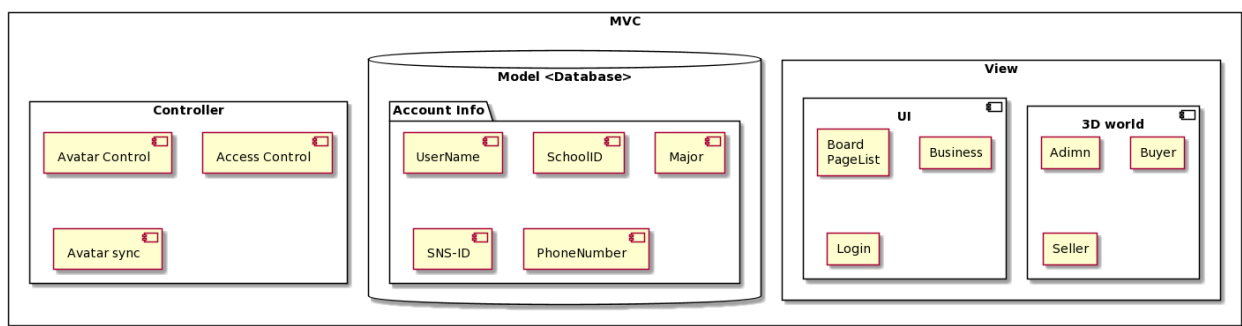 MVC
Controller
Avatar Control
Access Control
Avatar sync
Model <Database>
Account Info
UserName
SchoolID
Major
SNS-ID
PhoneNumber
View
UI
Board
PageList
Business
Login
3D world
Adimn
Buyer
Seller